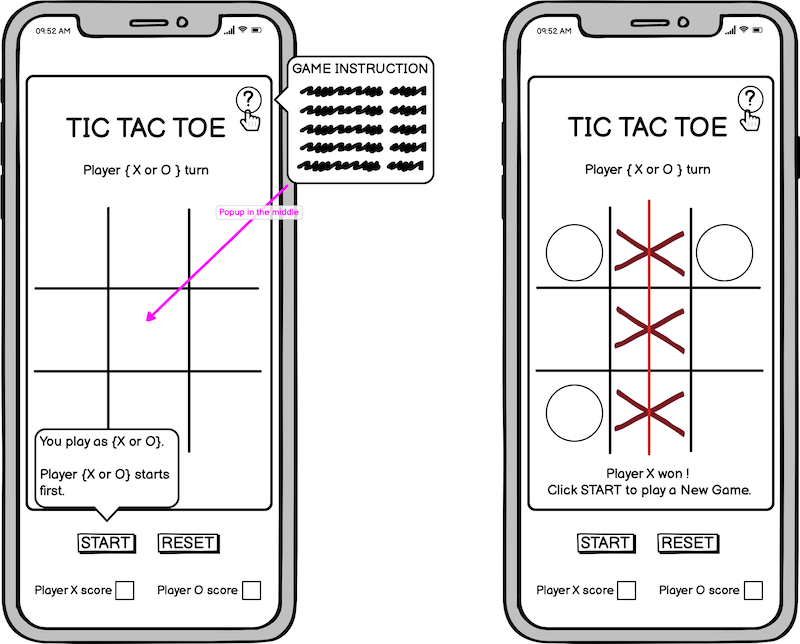 09:52 AM
GAME INSTRUCTION
?
TIC TAC TOE
Player { X or O } turn
Popup in the middle
You play as {X or O}.
Player {X or O} starts
first.
START
RESET
Player X score
Player O score
09:52 AM
?
TIC TAC TOE
Player { X or O } turn
Player X won !
Click START to play a New Game.
START
RESET
Player X score
Player O score